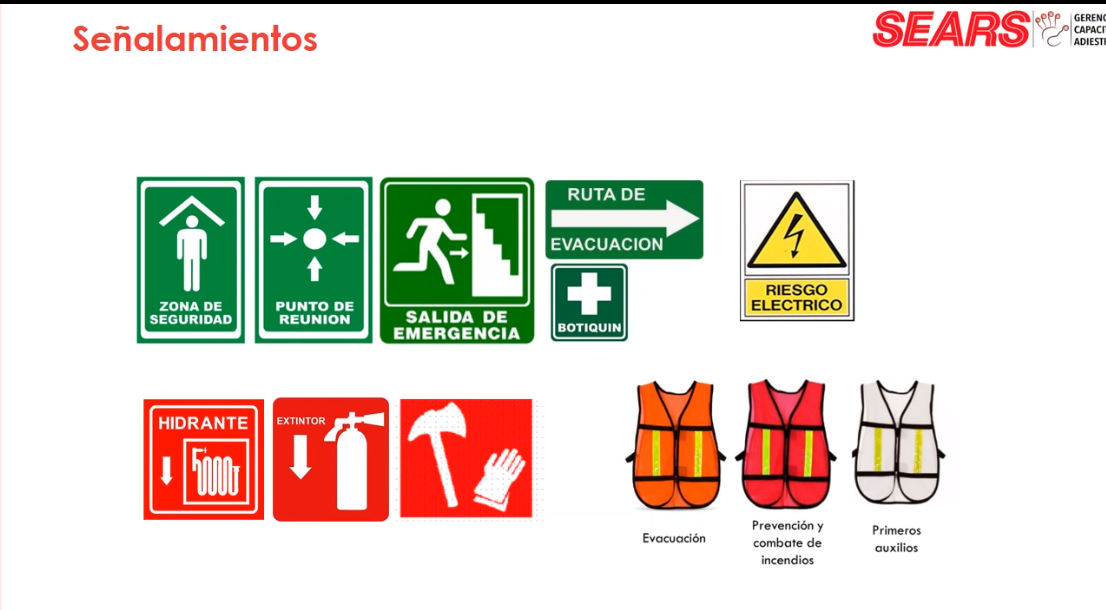 Señalamientos
SEARS
ZONA DE
SEGURIDAD
PUNTO DE
REUNION
SALIDA DE
EMERGENCIA
RUTA DE
EVACUACION
BOTIQUIN
RIESGO
ELECTRICO
HIDRANTE
EXTINTOR
Evacuación
Prevención y
combate de
incendios
Primeros
auxilios